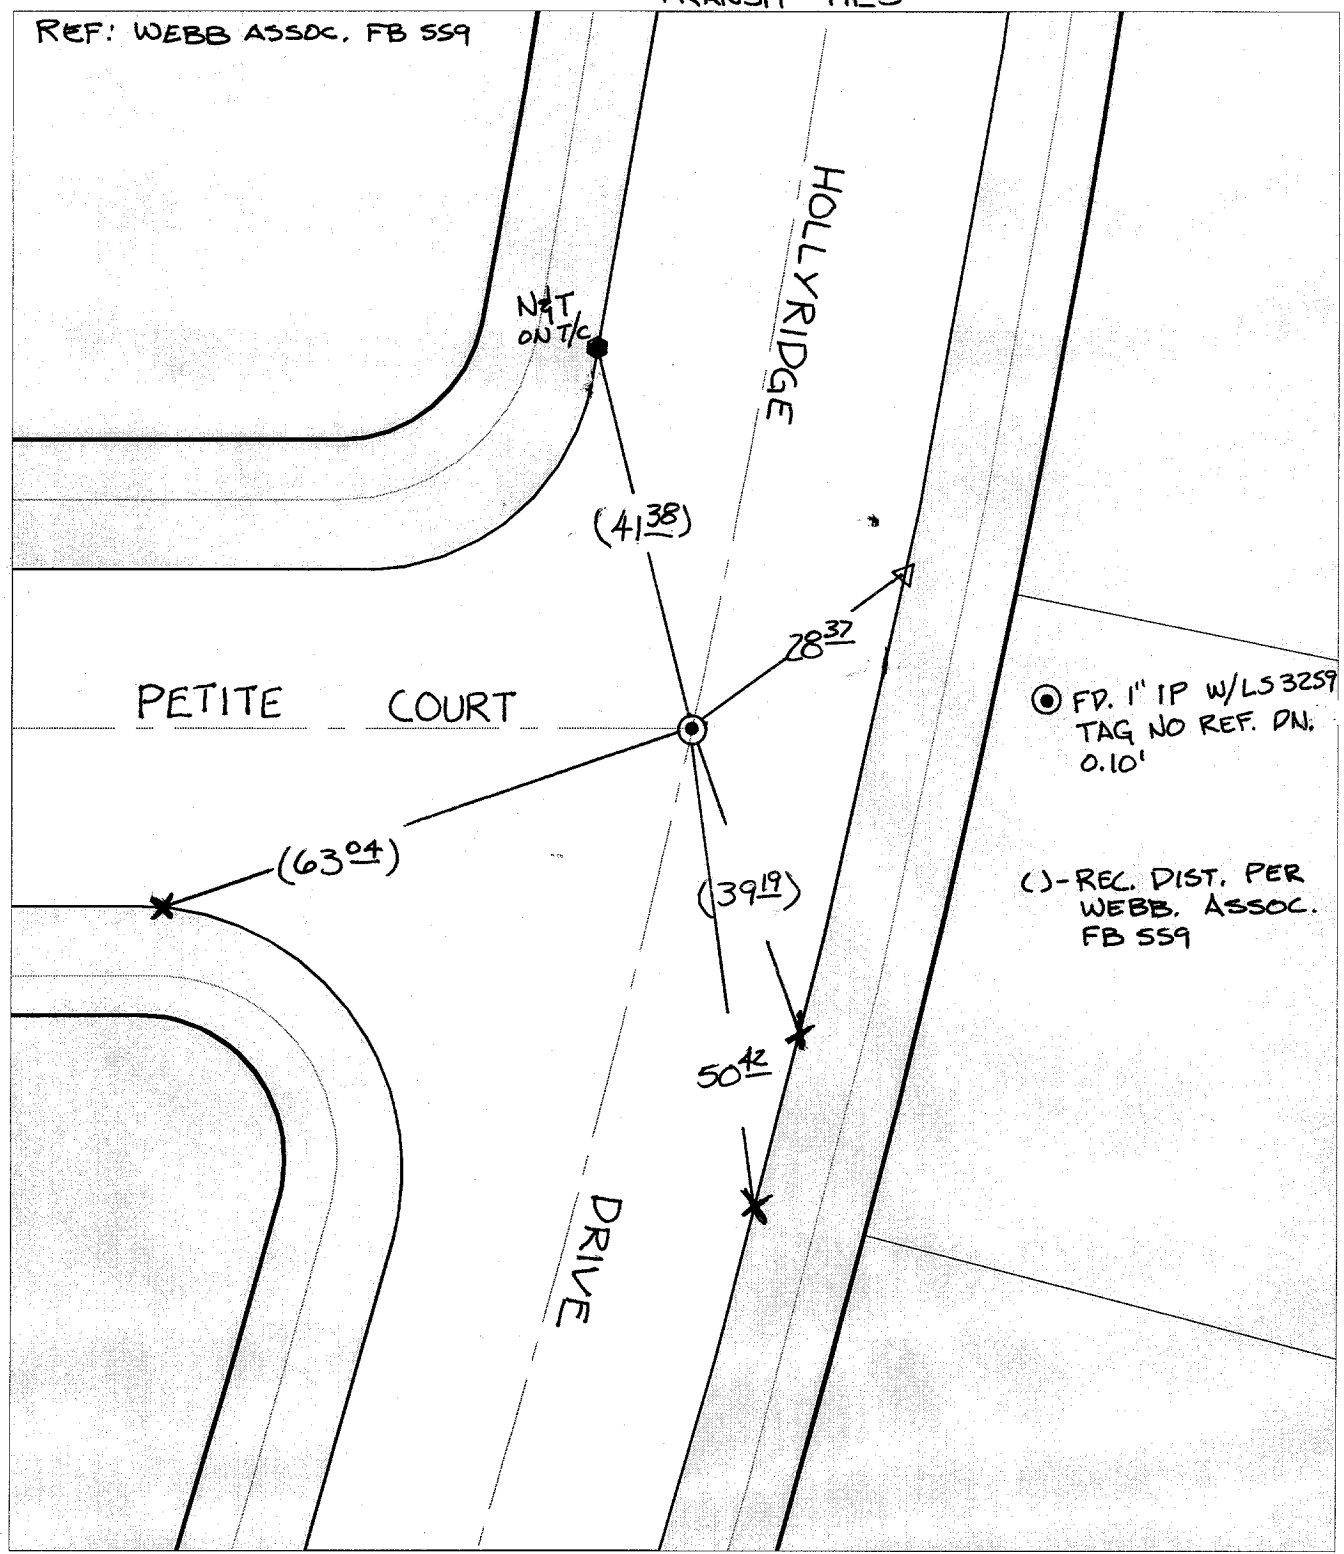 TRANSIT TIES
REF: WEBB ASSOC. FB 559
HOLLYRIDGE
N&T
ON T/C
(41 38)
28 37
PETITE COURT
FD. 1" IP W/LS 3259
TAG NO REF. DN.
0.10'
(63 04)
(39 19)
()-REC. DIST. PER
WEBB. ASSOC.
FB 559
50 42
DRIVE